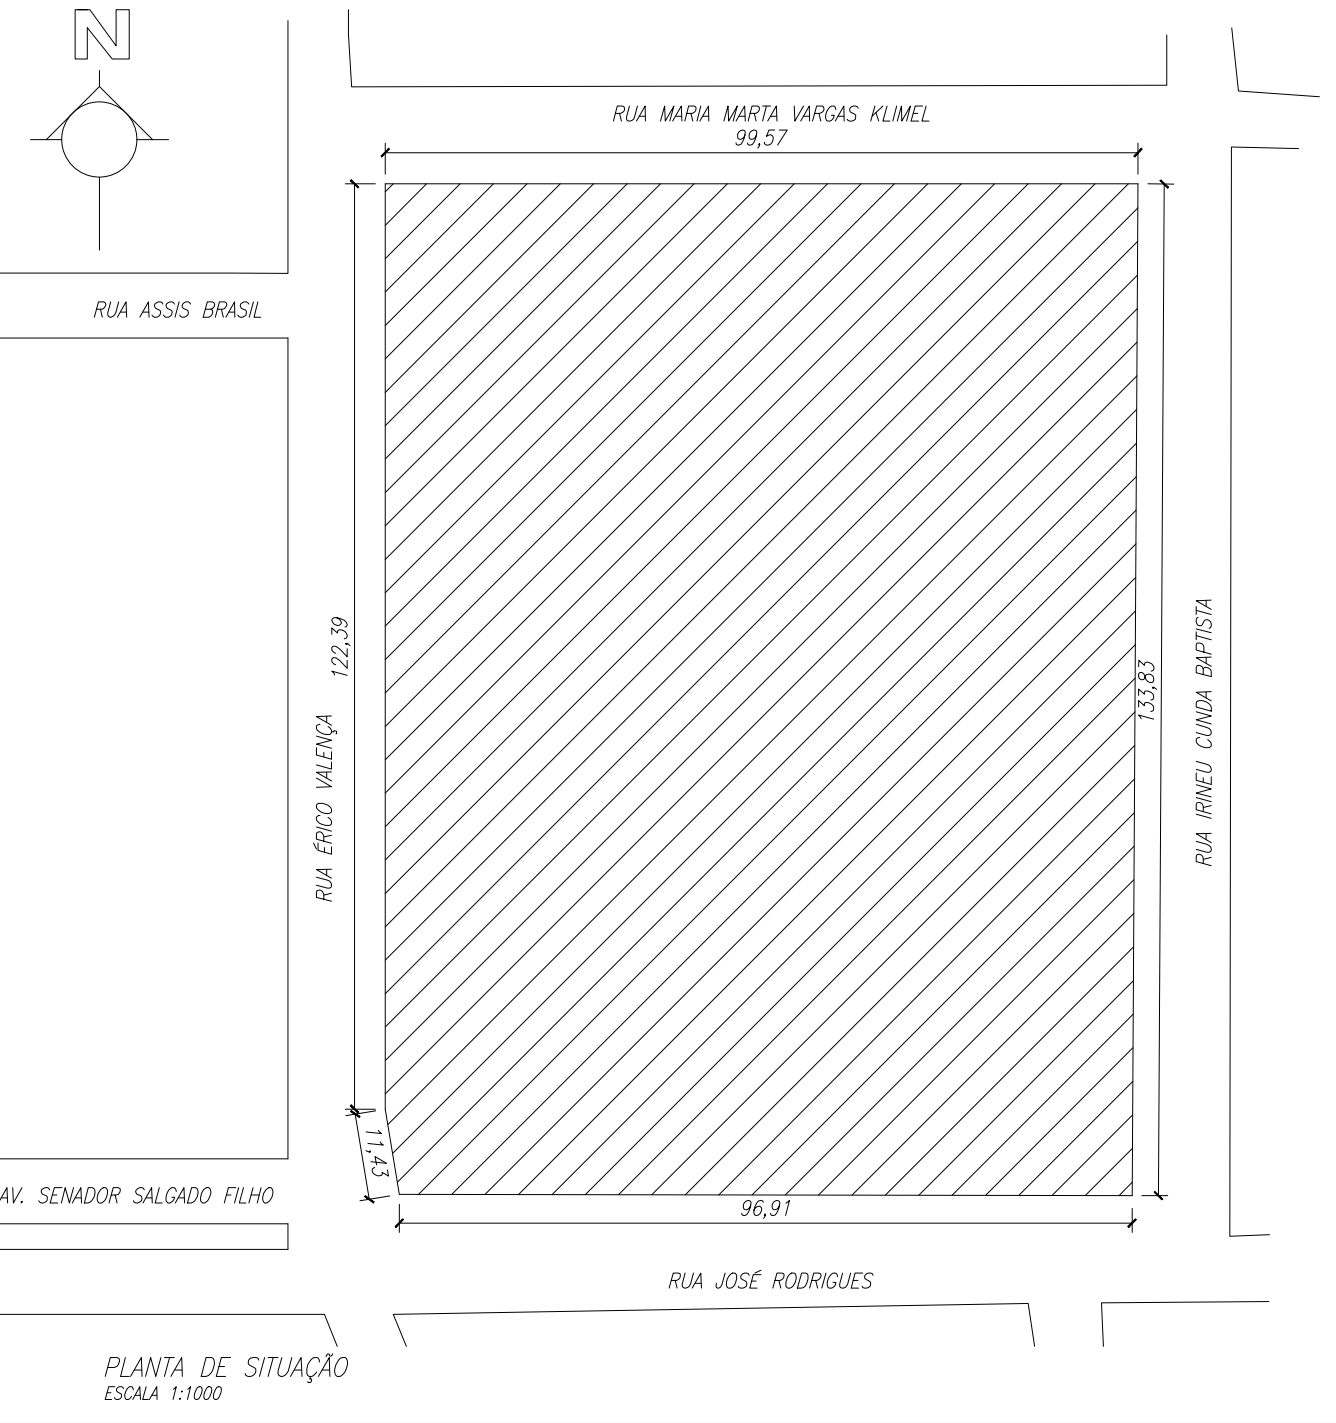 N
RUA MARIA MARTA VARGAS KLIMEL
99,57
RUA ASSIS BRASIL
122,39
RUA ÉRICO VALENÇA
133,83
RUA IRINEU CUNDA BAPTISTA
11,43
AV. SENADOR SALGADO FILHO
96,91
RUA JOSÉ RODRIGUES
PLANTA DE SITUAÇÃO
ESCALA 1:1000